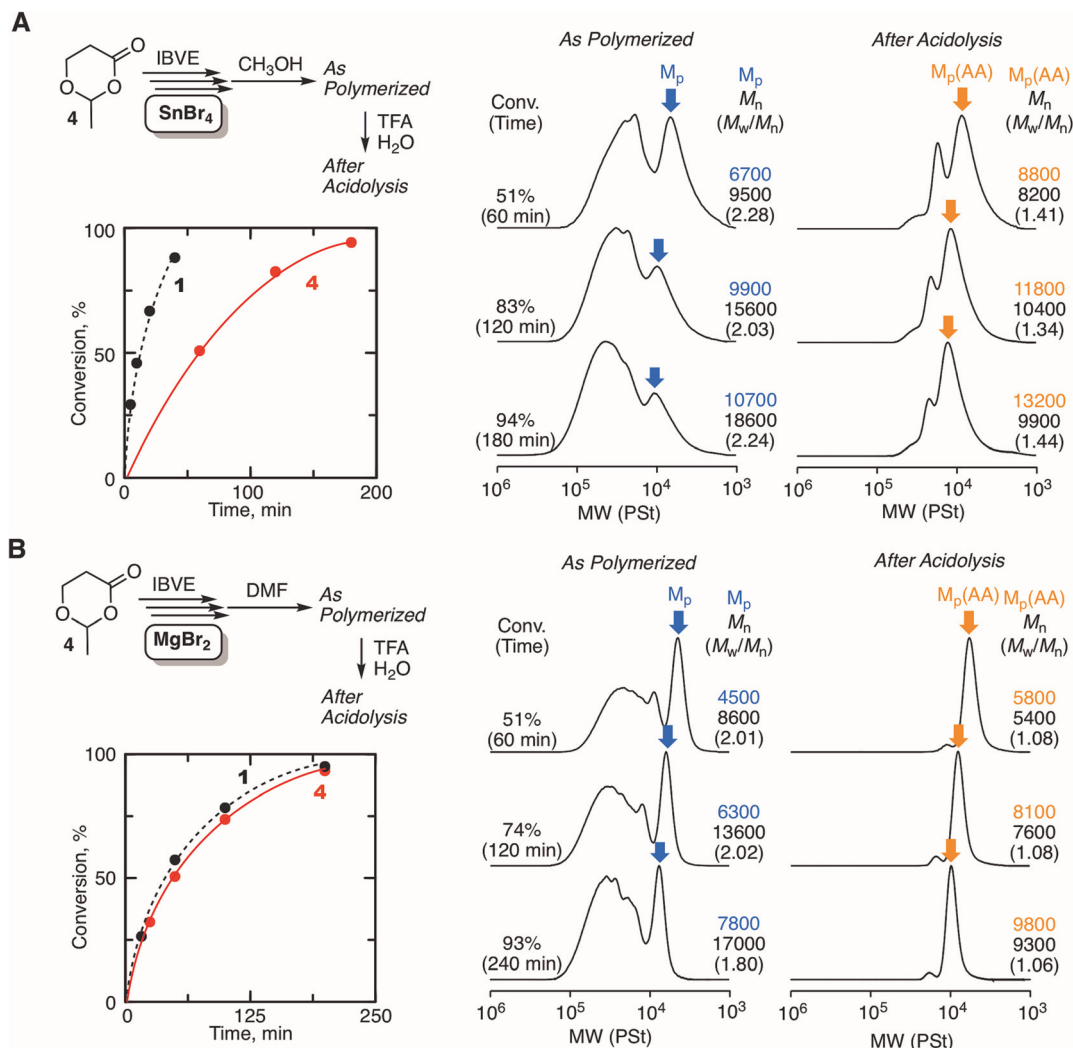 A
O
O
O
4
IBVE
SnBr4
CH3OH
As
Polymerized
TFA
H2O
After
Acidolysis
100
50
0
Conversion, %
1
4
0
100
200
Time, min
As Polymerized
After Acidolysis
Conv.
(Time)
Mp
Mp
Mn
(Mw/Mn)
Mp(AA)
Mp(AA)
Mn
(Mw/Mn)
51%
(60 min)
6700
9500
(2.28)
8800
8200
(1.41)
83%
(120 min)
9900
15600
(2.03)
11800
10400
(1.34)
94%
(180 min)
10700
18600
(2.24)
13200
9900
(1.44)
10^6 10^5 10^4 10^3
MW (PSt)
10^6 10^5 10^4 10^3
MW (PSt)
B
O
O
O
4
IBVE
MgBr2
DMF
As
Polymerized
TFA
H2O
After
Acidolysis
100
50
0
Conversion, %
1
4
0
125
250
Time, min
As Polymerized
After Acidolysis
Conv.
(Time)
Mp
Mp
Mn
(Mw/Mn)
Mp(AA)
Mp(AA)
Mn
(Mw/Mn)
51%
(60 min)
4500
8600
(2.01)
5800
5400
(1.08)
74%
(120 min)
6300
13600
(2.02)
8100
7600
(1.08)
93%
(240 min)
7800
17000
(1.80)
9800
9300
(1.06)
10^6 10^5 10^4 10^3
MW (PSt)
10^6 10^5 10^4 10^3
MW (PSt)